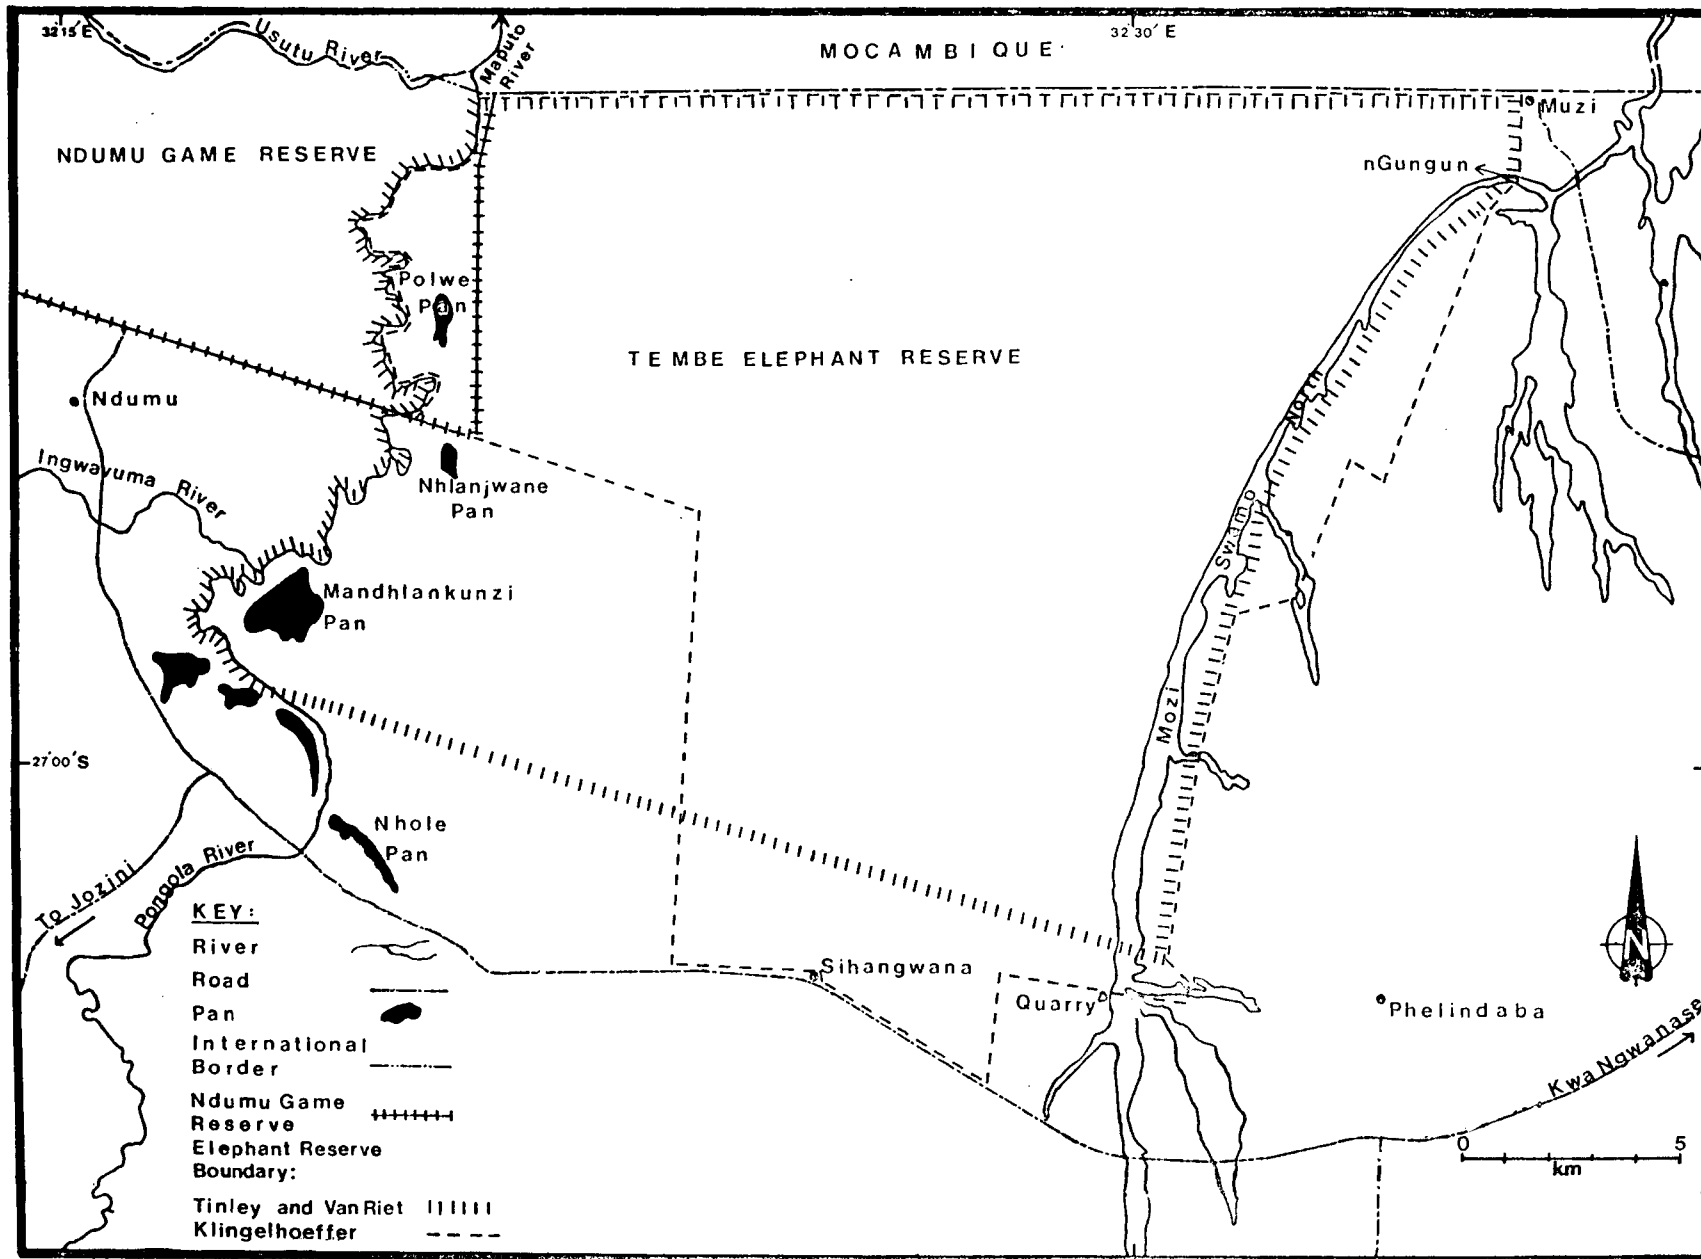 32 15' E
32°30' E
Usutu River
Maputo
River
MOCAMBIQUE
Muzi
NDUMU GAME RESERVE
nGungun
Polwe
Pan
TEMBE ELEPHANT RESERVE
Ndumu
North
Ingwavuma River
Nhlanjwane
Pan
Swamp
Mandhlankunzi
Pan
Mozi
27°00'S
Nhole
Pan
To Jozini
Pongola River
Sihangwana
Quarry
Phelindaba
N
KwaNgwanase
KEY:
River
Road
Pan
International
Border
Ndumu Game
Reserve
Elephant Reserve
Boundary:
Tinley and Van Riet
Klingelhoeffer
0 5
km